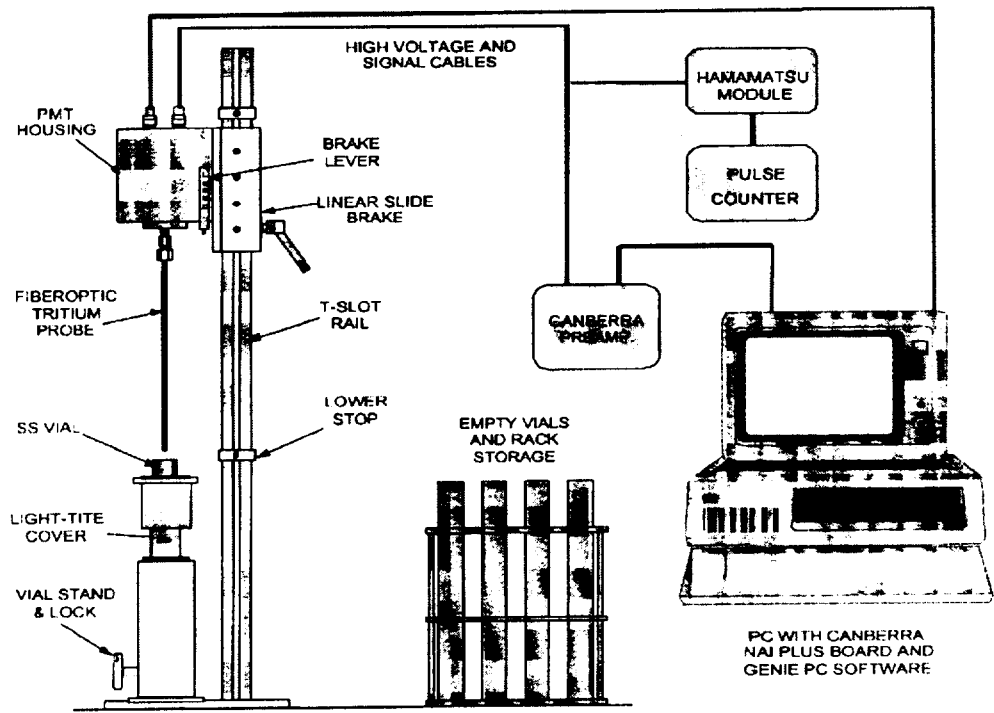 HIGH VOLTAGE AND
SIGNAL CABLES
HAMAMATSU
MODULE
PMT
HOUSING
BRAKE
LEVER
PULSE
COUNTER
LINEAR SLIDE
BRAKE
FIBEROPTIC
TRITIUM
PROBE
T-SLOT
RAIL
CANBERRA
PREAMP
LOWER
STOP
SS VIAL
EMPTY VIALS
AND RACK
STORAGE
LIGHT-TITE
COVER
VIAL STAND
& LOCK
PC WITH CANBERRA
NAI PLUS BOARD AND
GENIE PC SOFTWARE